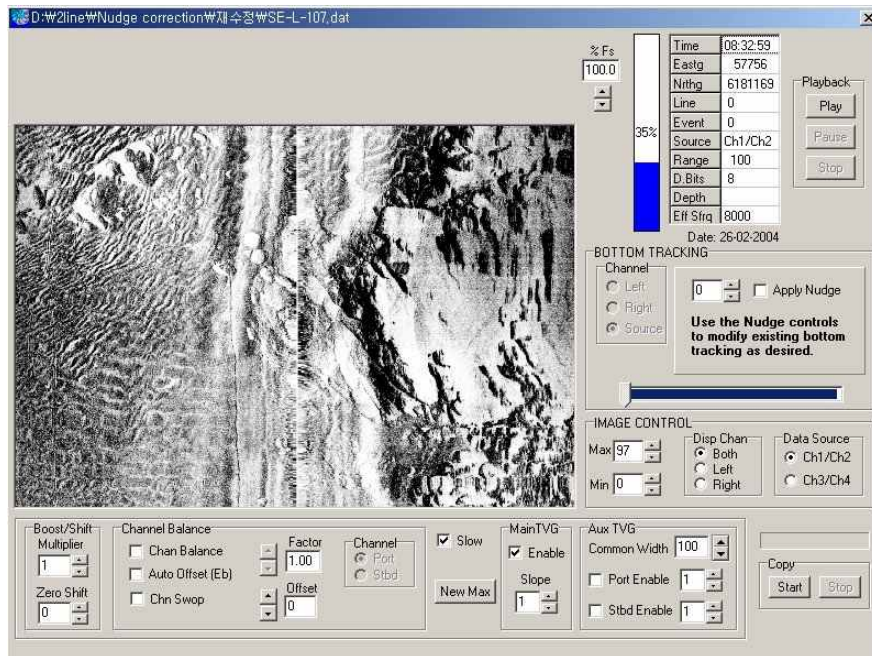 D:₩2line₩Nudge correction₩재수정₩SE-L-107.dat
% Fs
100.0
35%
Time 08:32:59
Eastg 57756
Nrthg 6181169
Line 0
Event 0
Source Ch1/Ch2
Range 100
D.Bits 8
Depth
Eff Sfrq 8000
Date: 26-02-2004
Playback
Play
Pause
Stop
BOTTOM TRACKING
Channel
Left
Right
Source
0
Apply Nudge
Use the Nudge controls
to modify existing bottom
tracking as desired.
IMAGE CONTROL
Max 97
Min 0
Disp Chan
Both
Left
Right
Data Source
Ch1/Ch2
Ch3/Ch4
Boost/Shift
Multiplier
1
Zero Shift
0
Channel Balance
Chan Balance
Auto Offset (Eb)
Chn Swop
Factor
1.00
Offset
0
Channel
Port
Stbd
Slow
New Max
MainTVG
Enable
Slope
1
Aux TVG
Common Width 100
Port Enable 1
Stbd Enable 1
Copy
Start
Stop